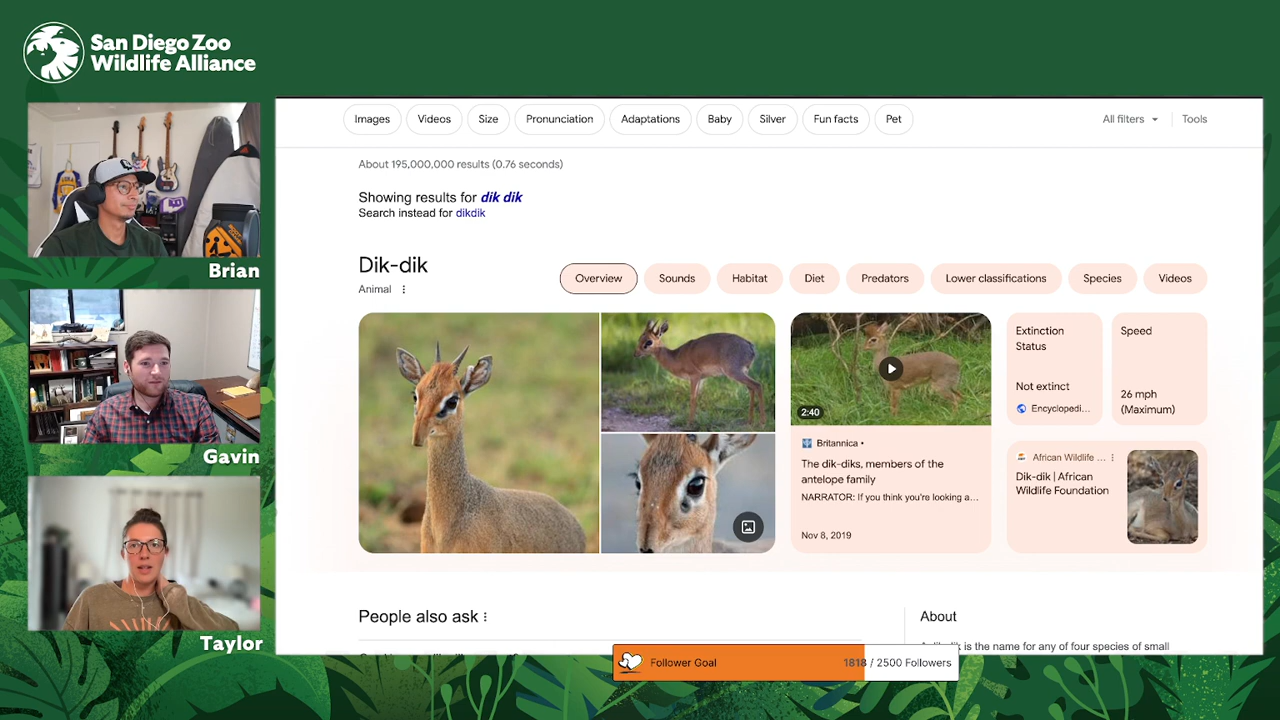 San Diego Zoo
Wildlife Alliance
Brian
Gavin
Taylor
Images
Videos
Size
Pronunciation
Adaptations
Baby
Silver
Fun facts
Pet
All filters
Tools
About 195,000,000 results (0.76 seconds)
Showing results for dik dik
Search instead for dikdik
Dik-dik
Animal
Overview
Sounds
Habitat
Diet
Predators
Lower classifications
Species
Videos
2:40
Britannica •
The dik-diks, members of the
antelope family
NARRATOR: If you think you're looking a...
Nov 8, 2019
Extinction
Status
Not extinct
Encyclopedi...
Speed
26 mph
(Maximum)
African Wildlife ...
Dik-dik | African
Wildlife Foundation
People also ask
About
is the name for any of four species of small
Follower Goal
1818 / 2500 Followers